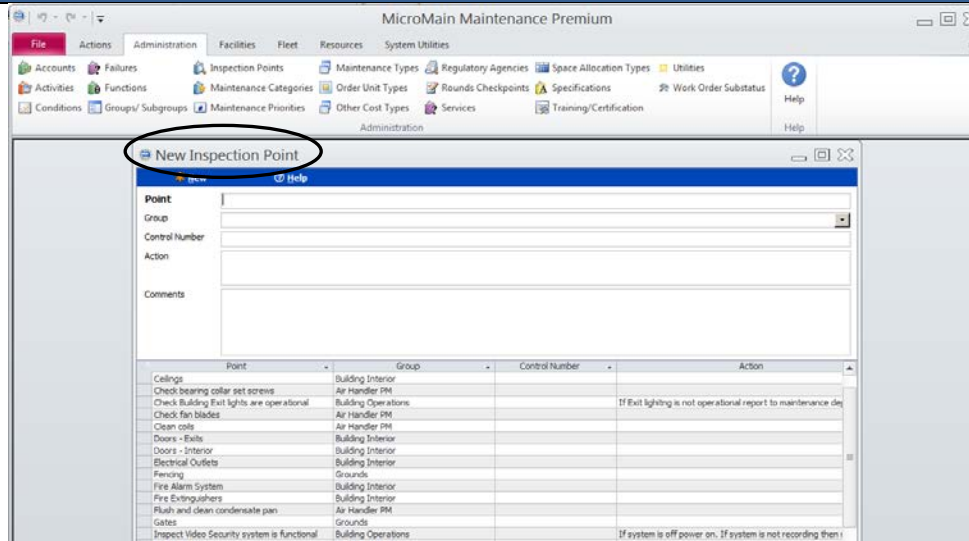 MicroMain Maintenance Premium
File Actions Administration Facilities Fleet Resources System Utilities
Accounts Failures Inspection Points Maintenance Types Regulatory Agencies Space Allocation Types Utilities
Activities Functions Maintenance Categories Order Unit Types Rounds Checkpoints Specifications Work Order Substatus
Conditions Groups/ Subgroups Maintenance Priorities Other Cost Types Services Training/Certification Help
Administration Help
New Inspection Point
New Help
Point
Group
Control Number
Action
Comments
Point Group Control Number Action
Ceilings Building Interior
Check bearing collar set screws Air Handler PM
Check Building Exit lights are operational Building Operations If Exit lighitng is not operational report to maintenance dep
Check fan blades Air Handler PM
Clean coils Air Handler PM
Doors - Exits Building Interior
Doors - Interior Building Interior
Electrical Outlets Building Interior
Fencing Grounds
Fire Alarm System Building Interior
Fire Extinguishers Building Interior
Flush and clean condensate pan Air Handler PM
Gates Grounds
Inspect Video Security system is functional Building Operations If system is off power on. If system is not recording then